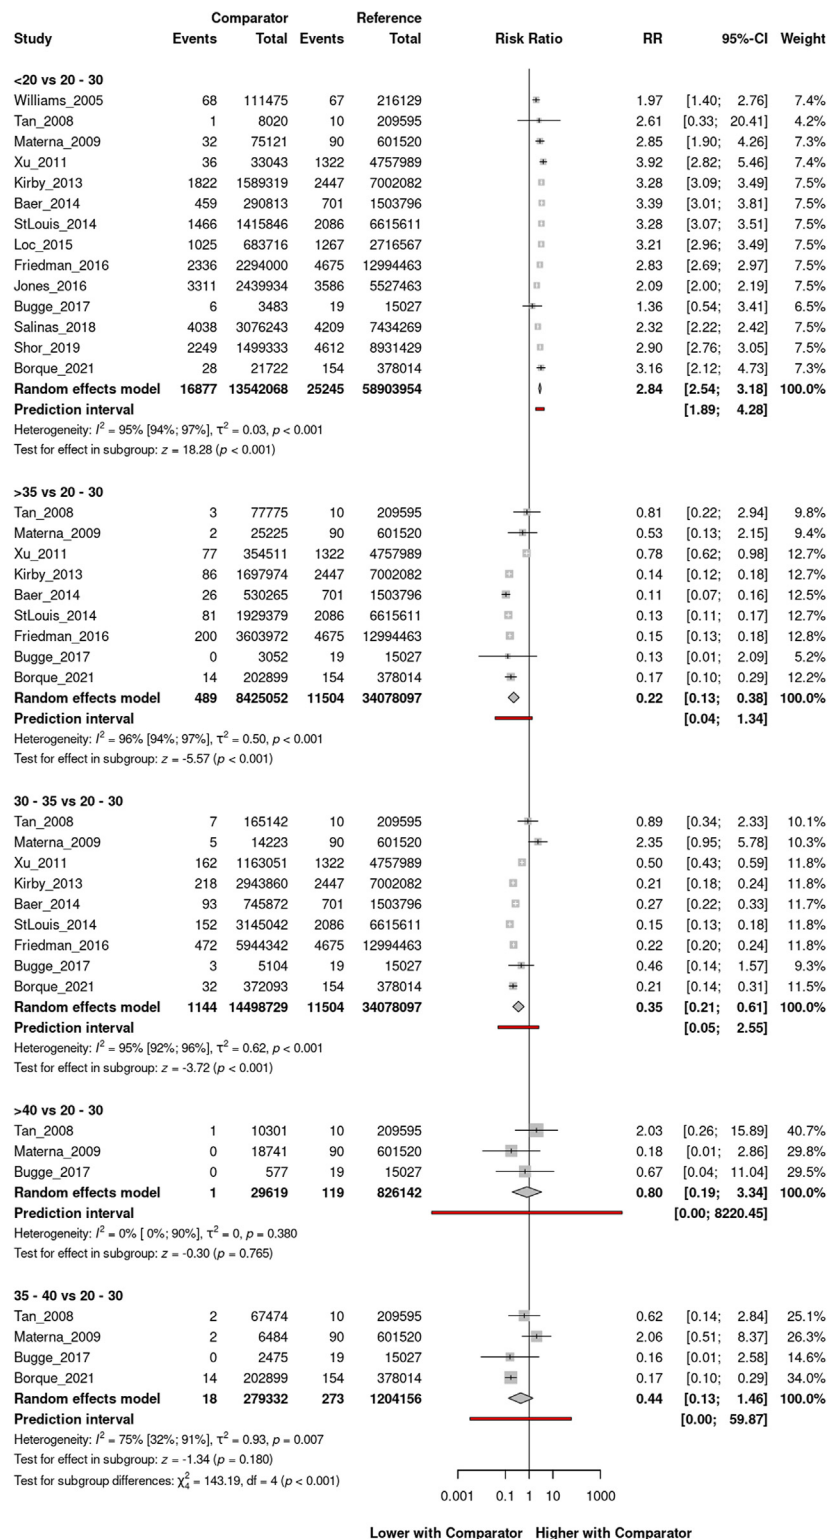 Comparator Reference
Study Events Total Events Total Risk Ratio RR 95%-CI Weight
<20 vs 20 - 30
Williams_2005 68 111475 67 216129 1.97 [1.40; 2.76] 7.4%
Tan_2008 1 8020 10 209595 2.61 [0.33; 20.41] 4.2%
Materna_2009 32 75121 90 601520 2.85 [1.90; 4.26] 7.3%
Xu_2011 36 33043 1322 4757989 3.92 [2.82; 5.46] 7.4%
Kirby_2013 1822 1589319 2447 7002082 3.28 [3.09; 3.49] 7.5%
Baer_2014 459 290813 701 1503796 3.39 [3.01; 3.81] 7.5%
StLouis_2014 1466 1415846 2086 6615611 3.28 [3.07; 3.51] 7.5%
Loc_2015 1025 683716 1267 2716567 3.21 [2.96; 3.49] 7.5%
Friedman_2016 2336 2294000 4675 12994463 2.83 [2.69; 2.97] 7.5%
Jones_2016 3311 2439934 3586 5527463 2.09 [2.00; 2.19] 7.5%
Bugge_2017 6 3483 19 15027 1.36 [0.54; 3.41] 6.5%
Salinas_2018 4038 3076243 4209 7434269 2.32 [2.22; 2.42] 7.5%
Shor_2019 2249 1499333 4612 8931429 2.90 [2.76; 3.05] 7.5%
Borque_2021 28 21722 154 378014 3.16 [2.12; 4.73] 7.3%
Random effects model 16877 13542068 25245 58903954 2.84 [2.54; 3.18] 100.0%
Prediction interval [1.89; 4.28]
Heterogeneity: I² = 95% [94%; 97%], τ² = 0.03, p < 0.001
Test for effect in subgroup: z = 18.28 (p < 0.001)
>35 vs 20 - 30
Tan_2008 3 77775 10 209595 0.81 [0.22; 2.94] 9.8%
Materna_2009 2 25225 90 601520 0.53 [0.13; 2.15] 9.4%
Xu_2011 77 354511 1322 4757989 0.78 [0.62; 0.98] 12.7%
Kirby_2013 86 1697974 2447 7002082 0.14 [0.12; 0.18] 12.7%
Baer_2014 26 530265 701 1503796 0.11 [0.07; 0.16] 12.5%
StLouis_2014 81 1929379 2086 6615611 0.13 [0.11; 0.17] 12.7%
Friedman_2016 200 3603972 4675 12994463 0.15 [0.13; 0.18] 12.8%
Bugge_2017 0 3052 19 15027 0.13 [0.01; 2.09] 5.2%
Borque_2021 14 202899 154 378014 0.17 [0.10; 0.29] 12.2%
Random effects model 489 8425052 11504 34078097 0.22 [0.13; 0.38] 100.0%
Prediction interval [0.04; 1.34]
Heterogeneity: I² = 96% [94%; 97%], τ² = 0.50, p < 0.001
Test for effect in subgroup: z = -5.57 (p < 0.001)
30 - 35 vs 20 - 30
Tan_2008 7 165142 10 209595 0.89 [0.34; 2.33] 10.1%
Materna_2009 5 14223 90 601520 2.35 [0.95; 5.78] 10.3%
Xu_2011 162 1163051 1322 4757989 0.50 [0.43; 0.59] 11.8%
Kirby_2013 218 2943860 2447 7002082 0.21 [0.18; 0.24] 11.8%
Baer_2014 93 745872 701 1503796 0.27 [0.22; 0.33] 11.7%
StLouis_2014 152 3145042 2086 6615611 0.15 [0.13; 0.18] 11.8%
Friedman_2016 472 5944342 4675 12994463 0.22 [0.20; 0.24] 11.8%
Bugge_2017 3 5104 19 15027 0.46 [0.14; 1.57] 9.3%
Borque_2021 32 372093 154 378014 0.21 [0.14; 0.31] 11.5%
Random effects model 1144 14498729 11504 34078097 0.35 [0.21; 0.61] 100.0%
Prediction interval [0.05; 2.55]
Heterogeneity: I² = 95% [92%; 96%], τ² = 0.62, p < 0.001
Test for effect in subgroup: z = -3.72 (p < 0.001)
>40 vs 20 - 30
Tan_2008 1 10301 10 209595 2.03 [0.26; 15.89] 40.7%
Materna_2009 0 18741 90 601520 0.18 [0.01; 2.86] 29.8%
Bugge_2017 0 577 19 15027 0.67 [0.04; 11.04] 29.5%
Random effects model 1 29619 119 826142 0.80 [0.19; 3.34] 100.0%
Prediction interval [0.00; 8220.45]
Heterogeneity: I² = 0% [ 0%; 90%], τ² = 0, p = 0.380
Test for effect in subgroup: z = -0.30 (p = 0.765)
35 - 40 vs 20 - 30
Tan_2008 2 67474 10 209595 0.62 [0.14; 2.84] 25.1%
Materna_2009 2 6484 90 601520 2.06 [0.51; 8.37] 26.3%
Bugge_2017 0 2475 19 15027 0.16 [0.01; 2.58] 14.6%
Borque_2021 14 202899 154 378014 0.17 [0.10; 0.29] 34.0%
Random effects model 18 279332 273 1204156 0.44 [0.13; 1.46] 100.0%
Prediction interval [0.00; 59.87]
Heterogeneity: I² = 75% [32%; 91%], τ² = 0.93, p = 0.007
Test for effect in subgroup: z = -1.34 (p = 0.180)
Test for subgroup differences: χ²₄ = 143.19, df = 4 (p < 0.001)
0.001 0.1 1 10 1000
Lower with Comparator Higher with Comparator